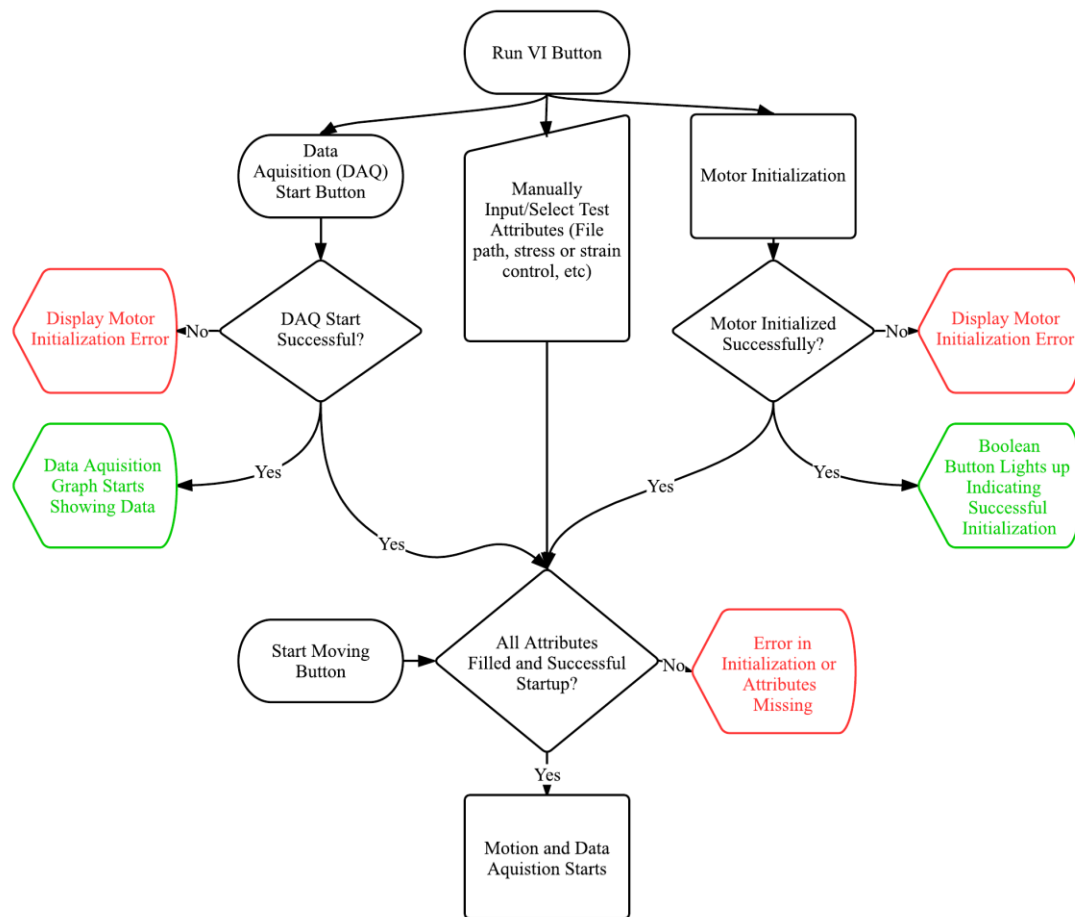 Run VI Button
Data
Aquisition (DAQ)
Start Button
Manually
Input/Select Test
Attributes (File
path, stress or strain
control, etc)
Motor Initialization
Display Motor
Initialization Error
No
DAQ Start
Successful?
Motor Initialized
Successfully?
No
Display Motor
Initialization Error
Data Aquisition
Graph Starts
Showing Data
Yes
Yes
Yes
Yes
Boolean
Button Lights up
Indicating
Successful
Initialization
Start Moving
Button
All Attributes
Filled and Successful
Startup?
No
Error in
Initialization or
Attributes
Missing
Yes
Motion and Data
Aquistion Starts